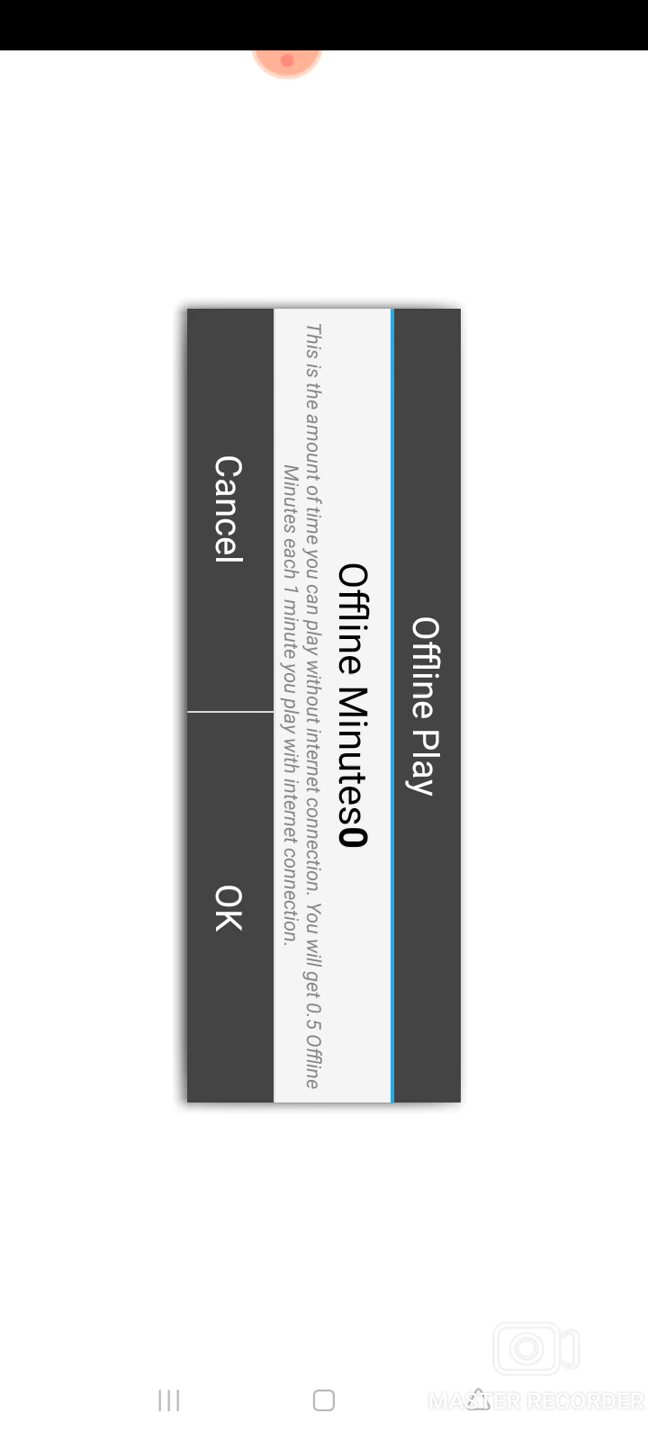 Offline Play
Offline Minutes0
This is the amount of time you can play without internet connection. You will get 0.5 Offline
Minutes each 1 minute you play with internet connection.
Cancel
OK
MASTER RECORDER